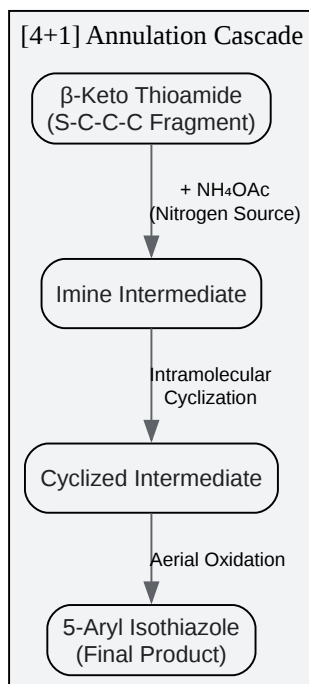 [4+1] Annulation Cascade
β-Keto Thioamide
(S-C-C-C Fragment)
+ NH₄OAc
(Nitrogen Source)
Imine Intermediate
Intramolecular
Cyclization
Cyclized Intermediate
Aerial Oxidation
5-Aryl Isothiazole
(Final Product)